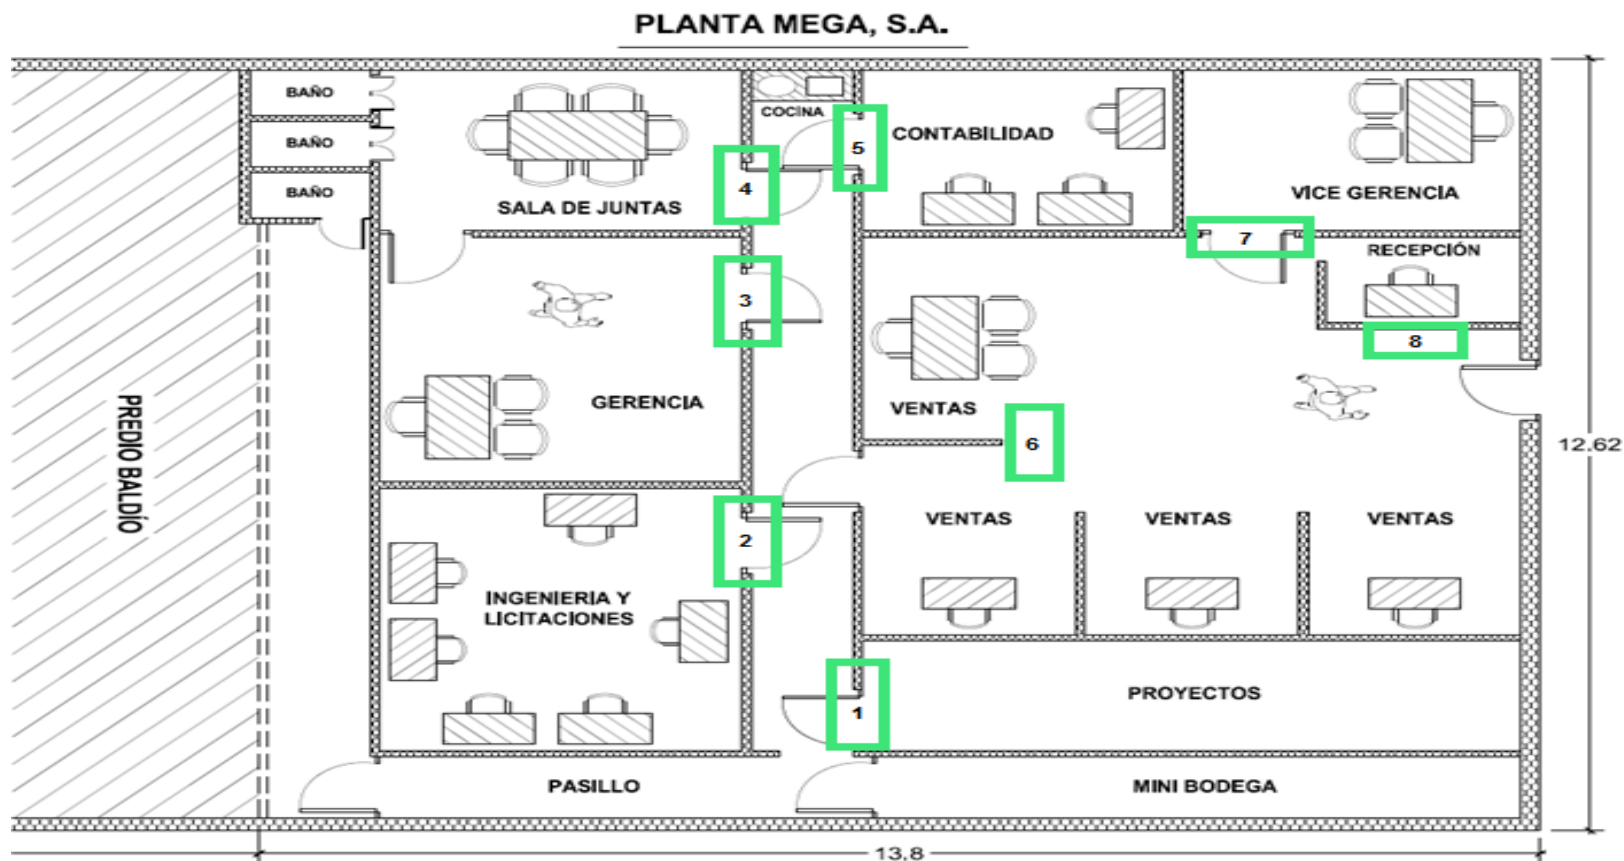 PLANTA MEGA, S.A.
BAÑO
BAÑO
BAÑO
SALA DE JUNTAS
COCINA
CONTABILIDAD
VICE GERENCIA
RECEPCIÓN
5
4
7
3
8
GERENCIA
VENTAS
6
12.62
PREDIO BALDÍO
2
VENTAS
VENTAS
VENTAS
INGENIERIA Y
LICITACIONES
1
PROYECTOS
PASILLO
MINI BODEGA
13,8